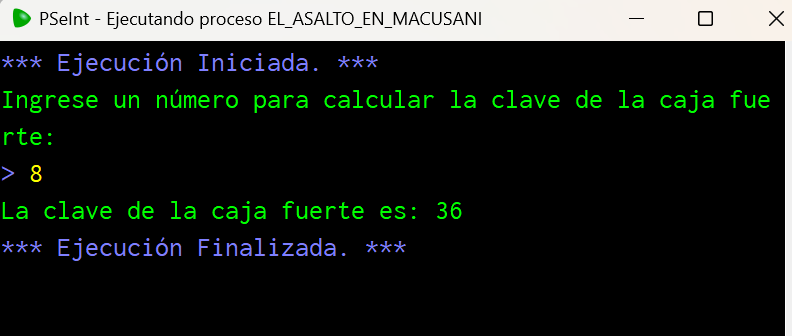 PSeInt - Ejecutando proceso EL_ASALTO_EN_MACUSANI
*** Ejecución Iniciada. ***
Ingrese un número para calcular la clave de la caja fue
rte:
> 8
La clave de la caja fuerte es: 36
*** Ejecución Finalizada. ***